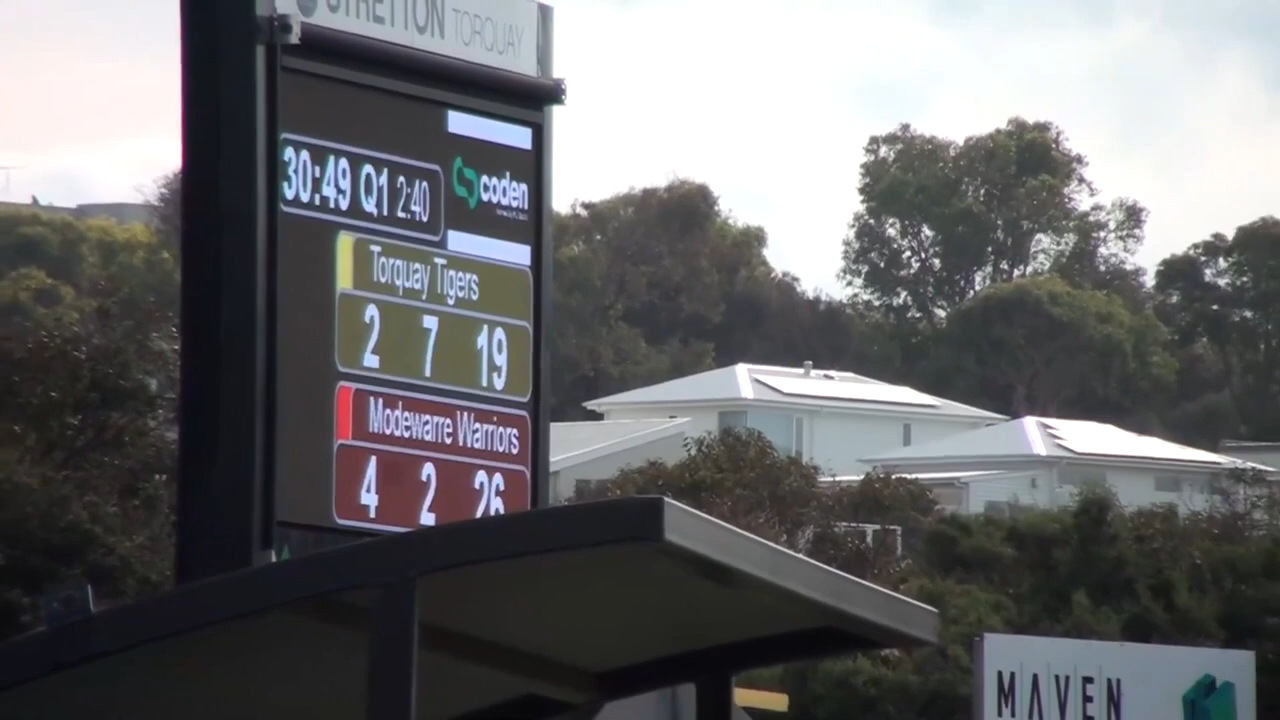 STRETTON TORQUAY
30:49 Q1 2:40
coden
Torquay Tigers
2 7 19
Modewarre Warriors
4 2 26
MAVEN